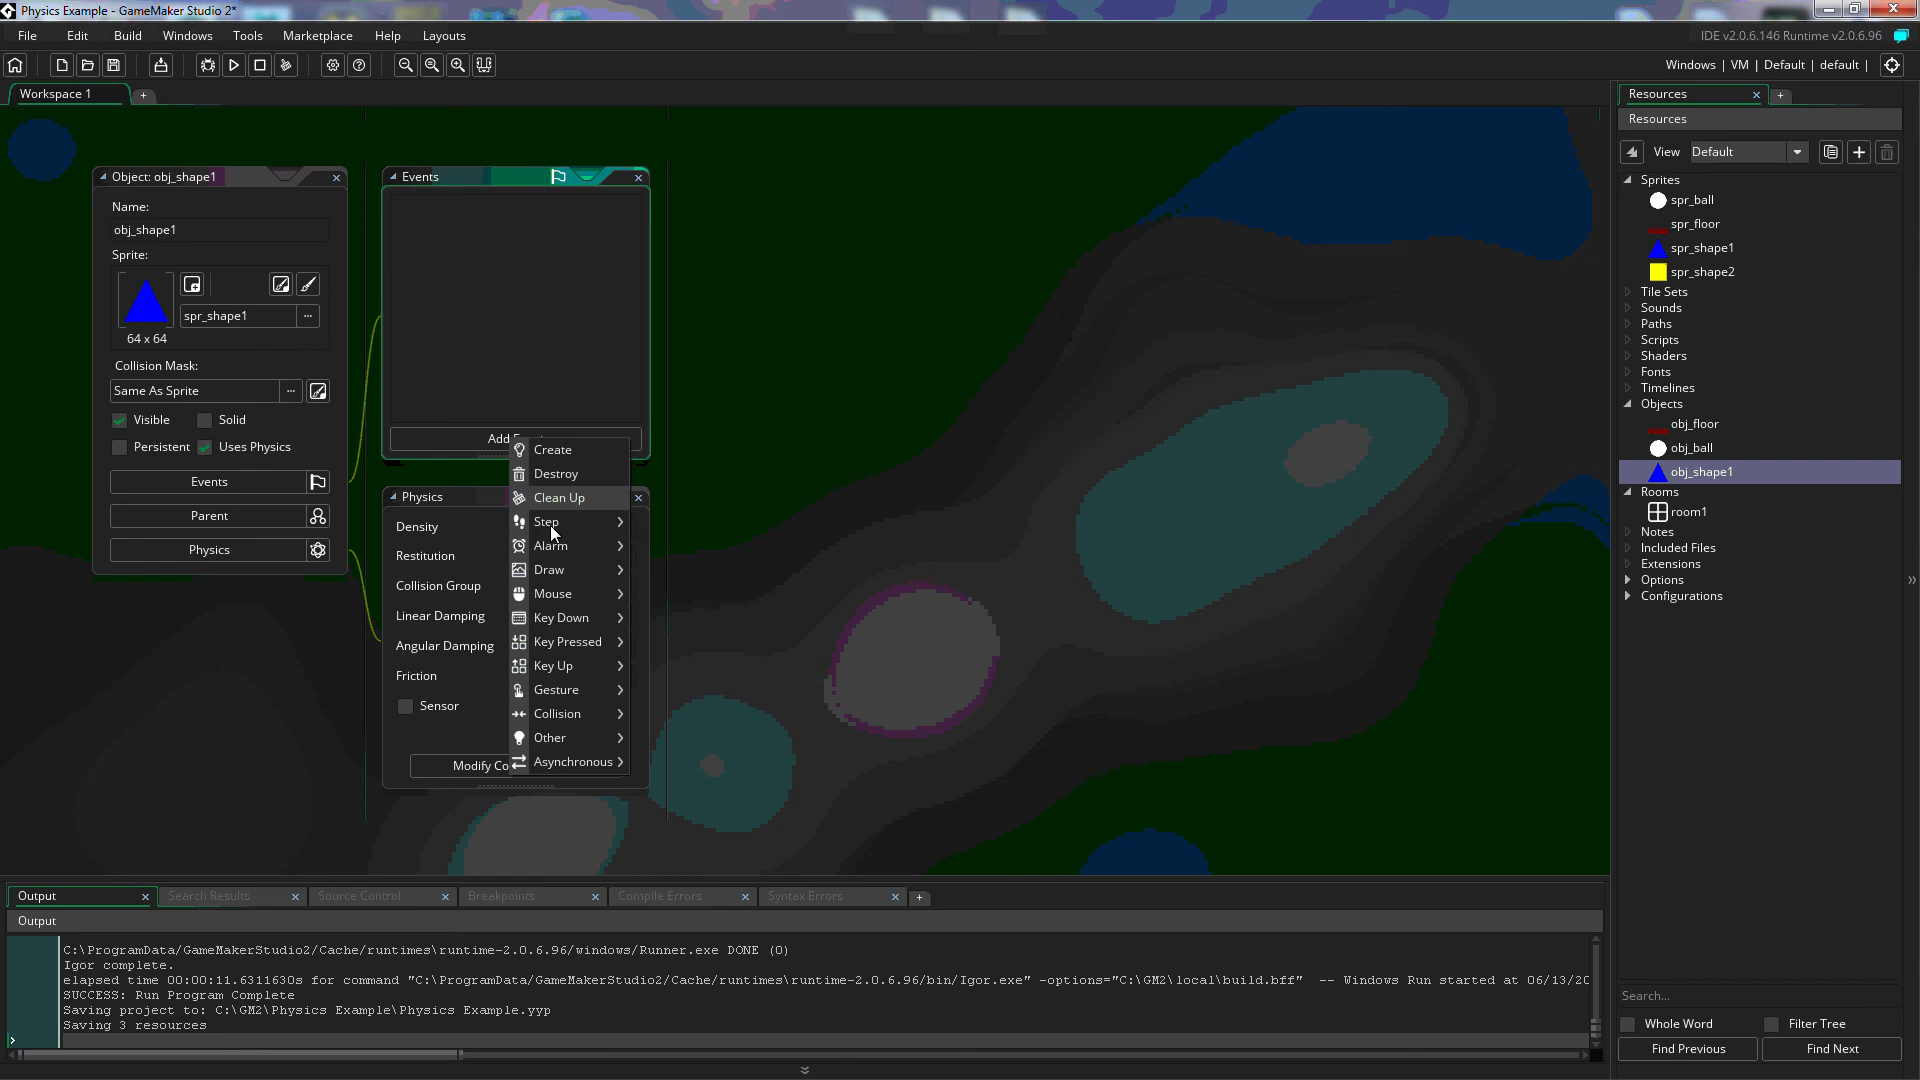 Physics Example - GameMaker Studio 2*
File Edit Build Windows Tools Marketplace Help Layouts
IDE v2.0.6.146 Runtime v2.0.6.96
Windows | VM | Default | default |
Workspace 1
+
Object: obj_shape1
Name:
obj_shape1
Sprite:
spr_shape1
...
64 x 64
Collision Mask:
Same As Sprite
...
Visible
Solid
Persistent
Uses Physics
Events
Parent
Physics
Events
Create
Destroy
Clean Up
Step
Alarm
Draw
Mouse
Key Down
Key Pressed
Key Up
Gesture
Collision
Other
Asynchronous
Physics
Density
Restitution
Collision Group
Linear Damping
Angular Damping
Friction
Sensor
Resources
+
Resources
View
Default
Sprites
spr_ball
spr_floor
spr_shape1
spr_shape2
Tile Sets
Sounds
Paths
Scripts
Shaders
Fonts
Timelines
Objects
obj_floor
obj_ball
obj_shape1
Rooms
room1
Notes
Included Files
Extensions
Options
Configurations
Search...
Whole Word
Filter Tree
Find Previous
Find Next
Output
Search Results
Source Control
Breakpoints
Compile Errors
Syntax Errors
+
Output
C:\ProgramData/GameMakerStudio2/Cache/runtimes\runtime-2.0.6.96/windows/Runner.exe DONE (0)
Igor complete.
elapsed time 00:00:11.6311630s for command "C:\ProgramData/GameMakerStudio2/Cache/runtimes\runtime-2.0.6.96/bin/Igor.exe" -options="C:\GM2\local\build.bff" -- Windows Run started at 06/13/20
SUCCESS: Run Program Complete
Saving project to: C:\GM2\Physics Example\Physics Example.yyp
Saving 3 resources